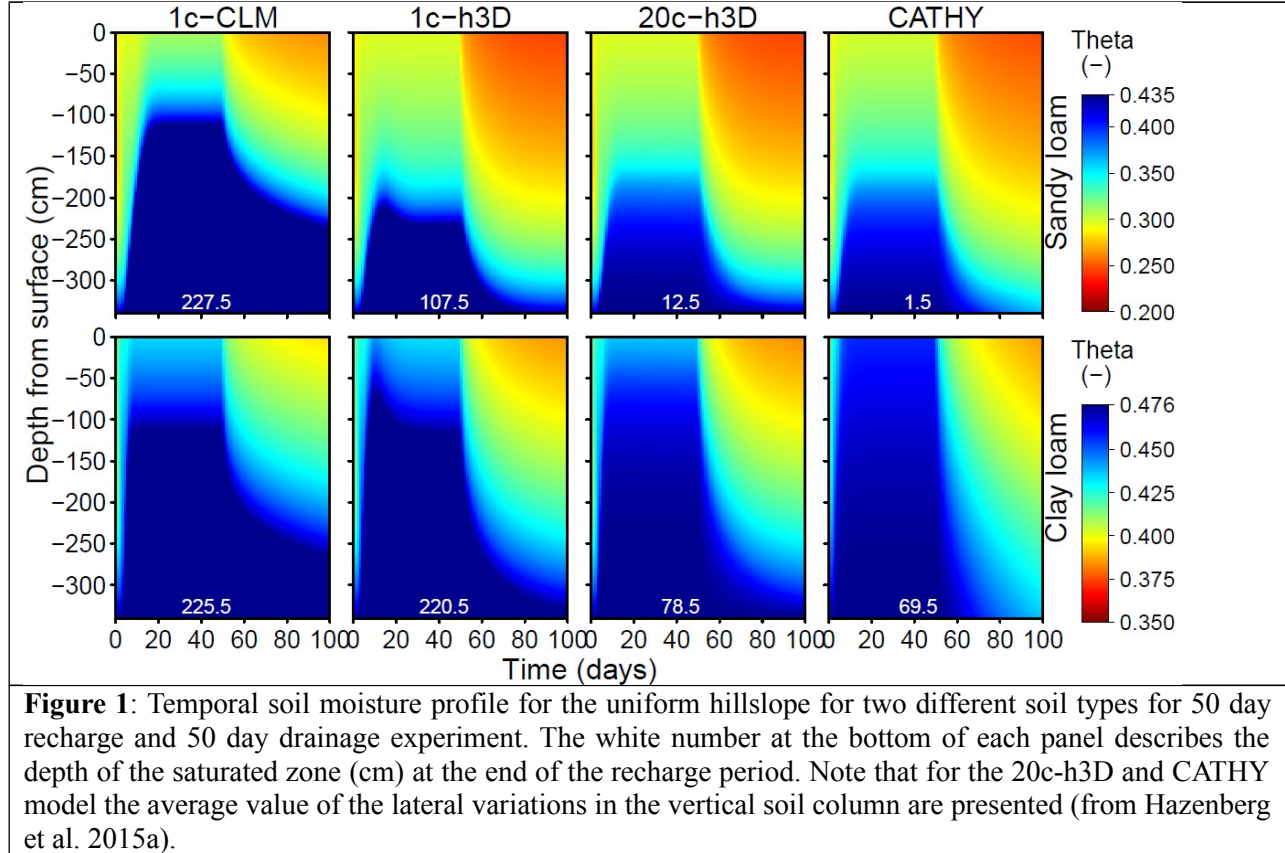 1c−CLM 1c−h3D 20c−h3D CATHY
Theta
(−)
0
−50
−100
−150
−200
−250
−300
227.5 107.5 12.5 1.5
Sandy loam
0.435
0.400
0.350
0.300
0.250
0.200
Depth from surface (cm)
Theta
(−)
0
−50
−100
−150
−200
−250
−300
225.5 220.5 78.5 69.5
Clay loam
0.476
0.450
0.425
0.400
0.375
0.350
0 20 40 60 80 100 0 20 40 60 80 100 0 20 40 60 80 100 0 20 40 60 80 100
Time (days)
Figure 1: Temporal soil moisture profile for the uniform hillslope for two different soil types for 50 day
recharge and 50 day drainage experiment. The white number at the bottom of each panel describes the
depth of the saturated zone (cm) at the end of the recharge period. Note that for the 20c-h3D and CATHY
model the average value of the lateral variations in the vertical soil column are presented (from Hazenberg
et al. 2015a).